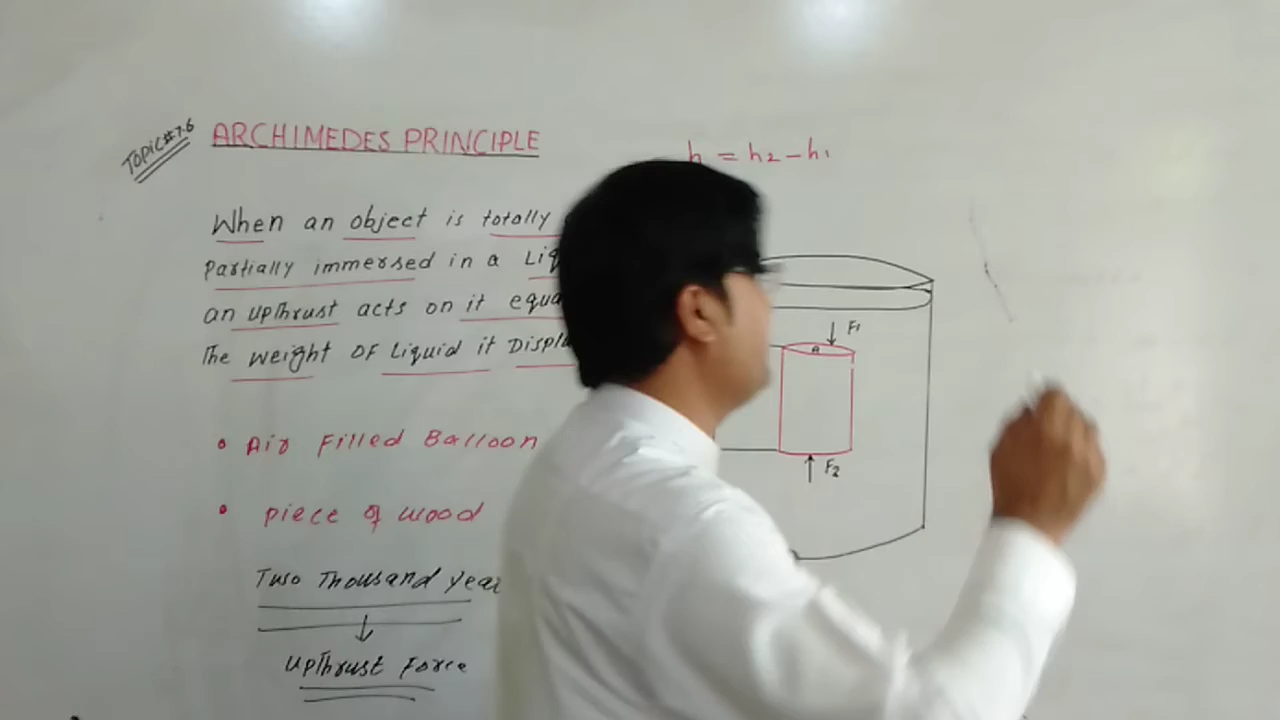 TOPIC#7.6
ARCHIMEDES PRINCIPLE
h = h₂ - h₁
When an object is totally
Partially immersed in a
an upThrust acts on it
The weight OF Liquid it
F₁
A
F₂
• Air Filled Balloon
• piece of wood
Two Thousand
UpThrust Force